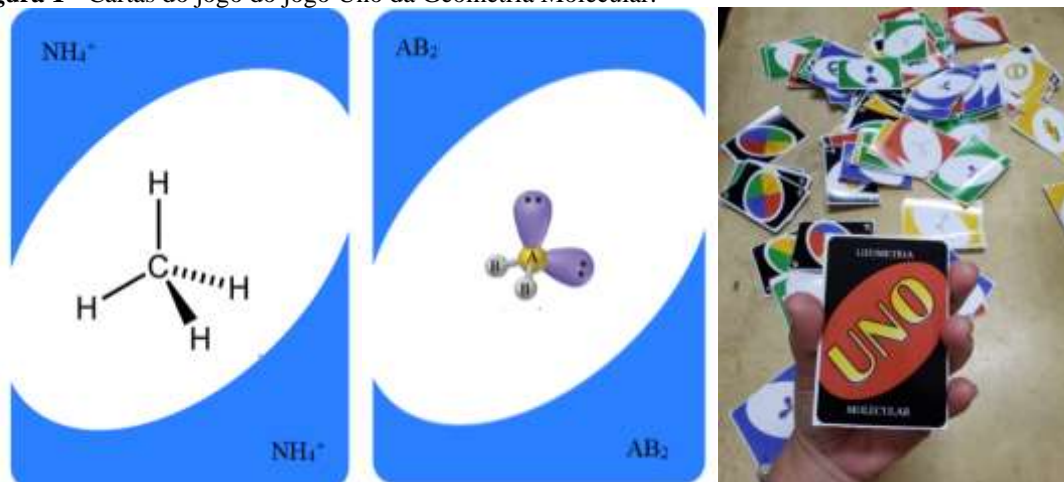 Figura 1 - Cartas do jogo do jogo Uno da Geometria Molecular.
NH₄⁺
H
C
H
H
H
NH₄⁺
AB₂
A
B
B
AB₂
GEOMETRIA
UNO
MOLECULAR